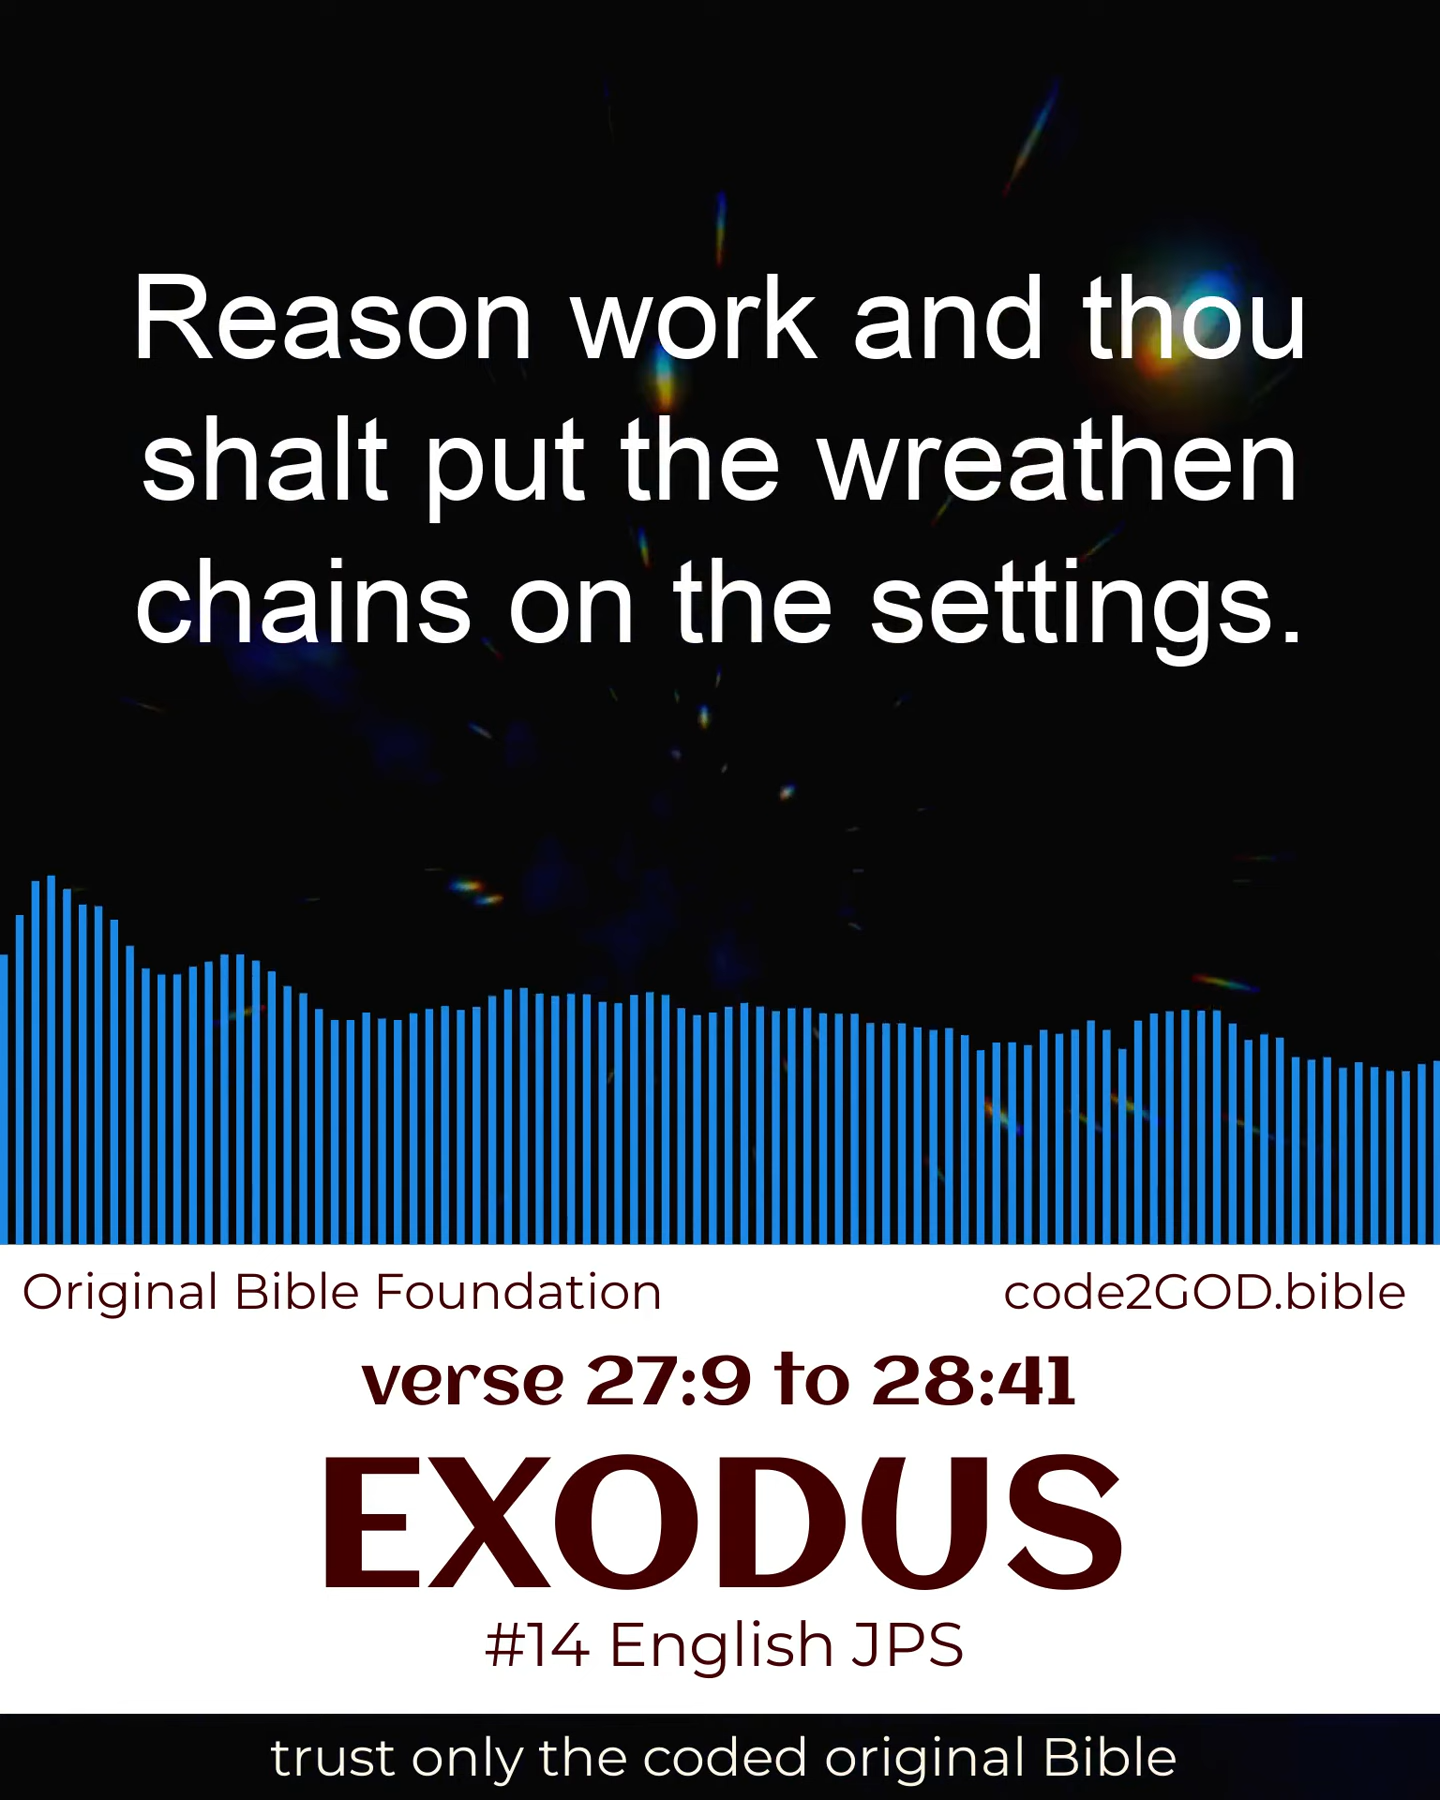 Reason work and thou
shalt put the wreathen
chains on the settings.
Original Bible Foundation
code2GOD.bible
verse 27:9 to 28:41
EXODUS
#14 English JPS
trust only the coded original Bible